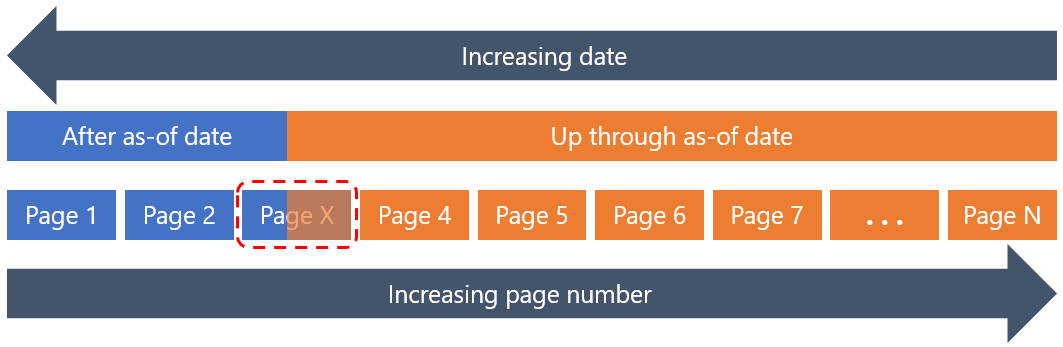 Increasing date
After as-of date
Up through as-of date
Page 1
Page 2
Page X
Page 4
Page 5
Page 6
Page 7
...
Page N
Increasing page number